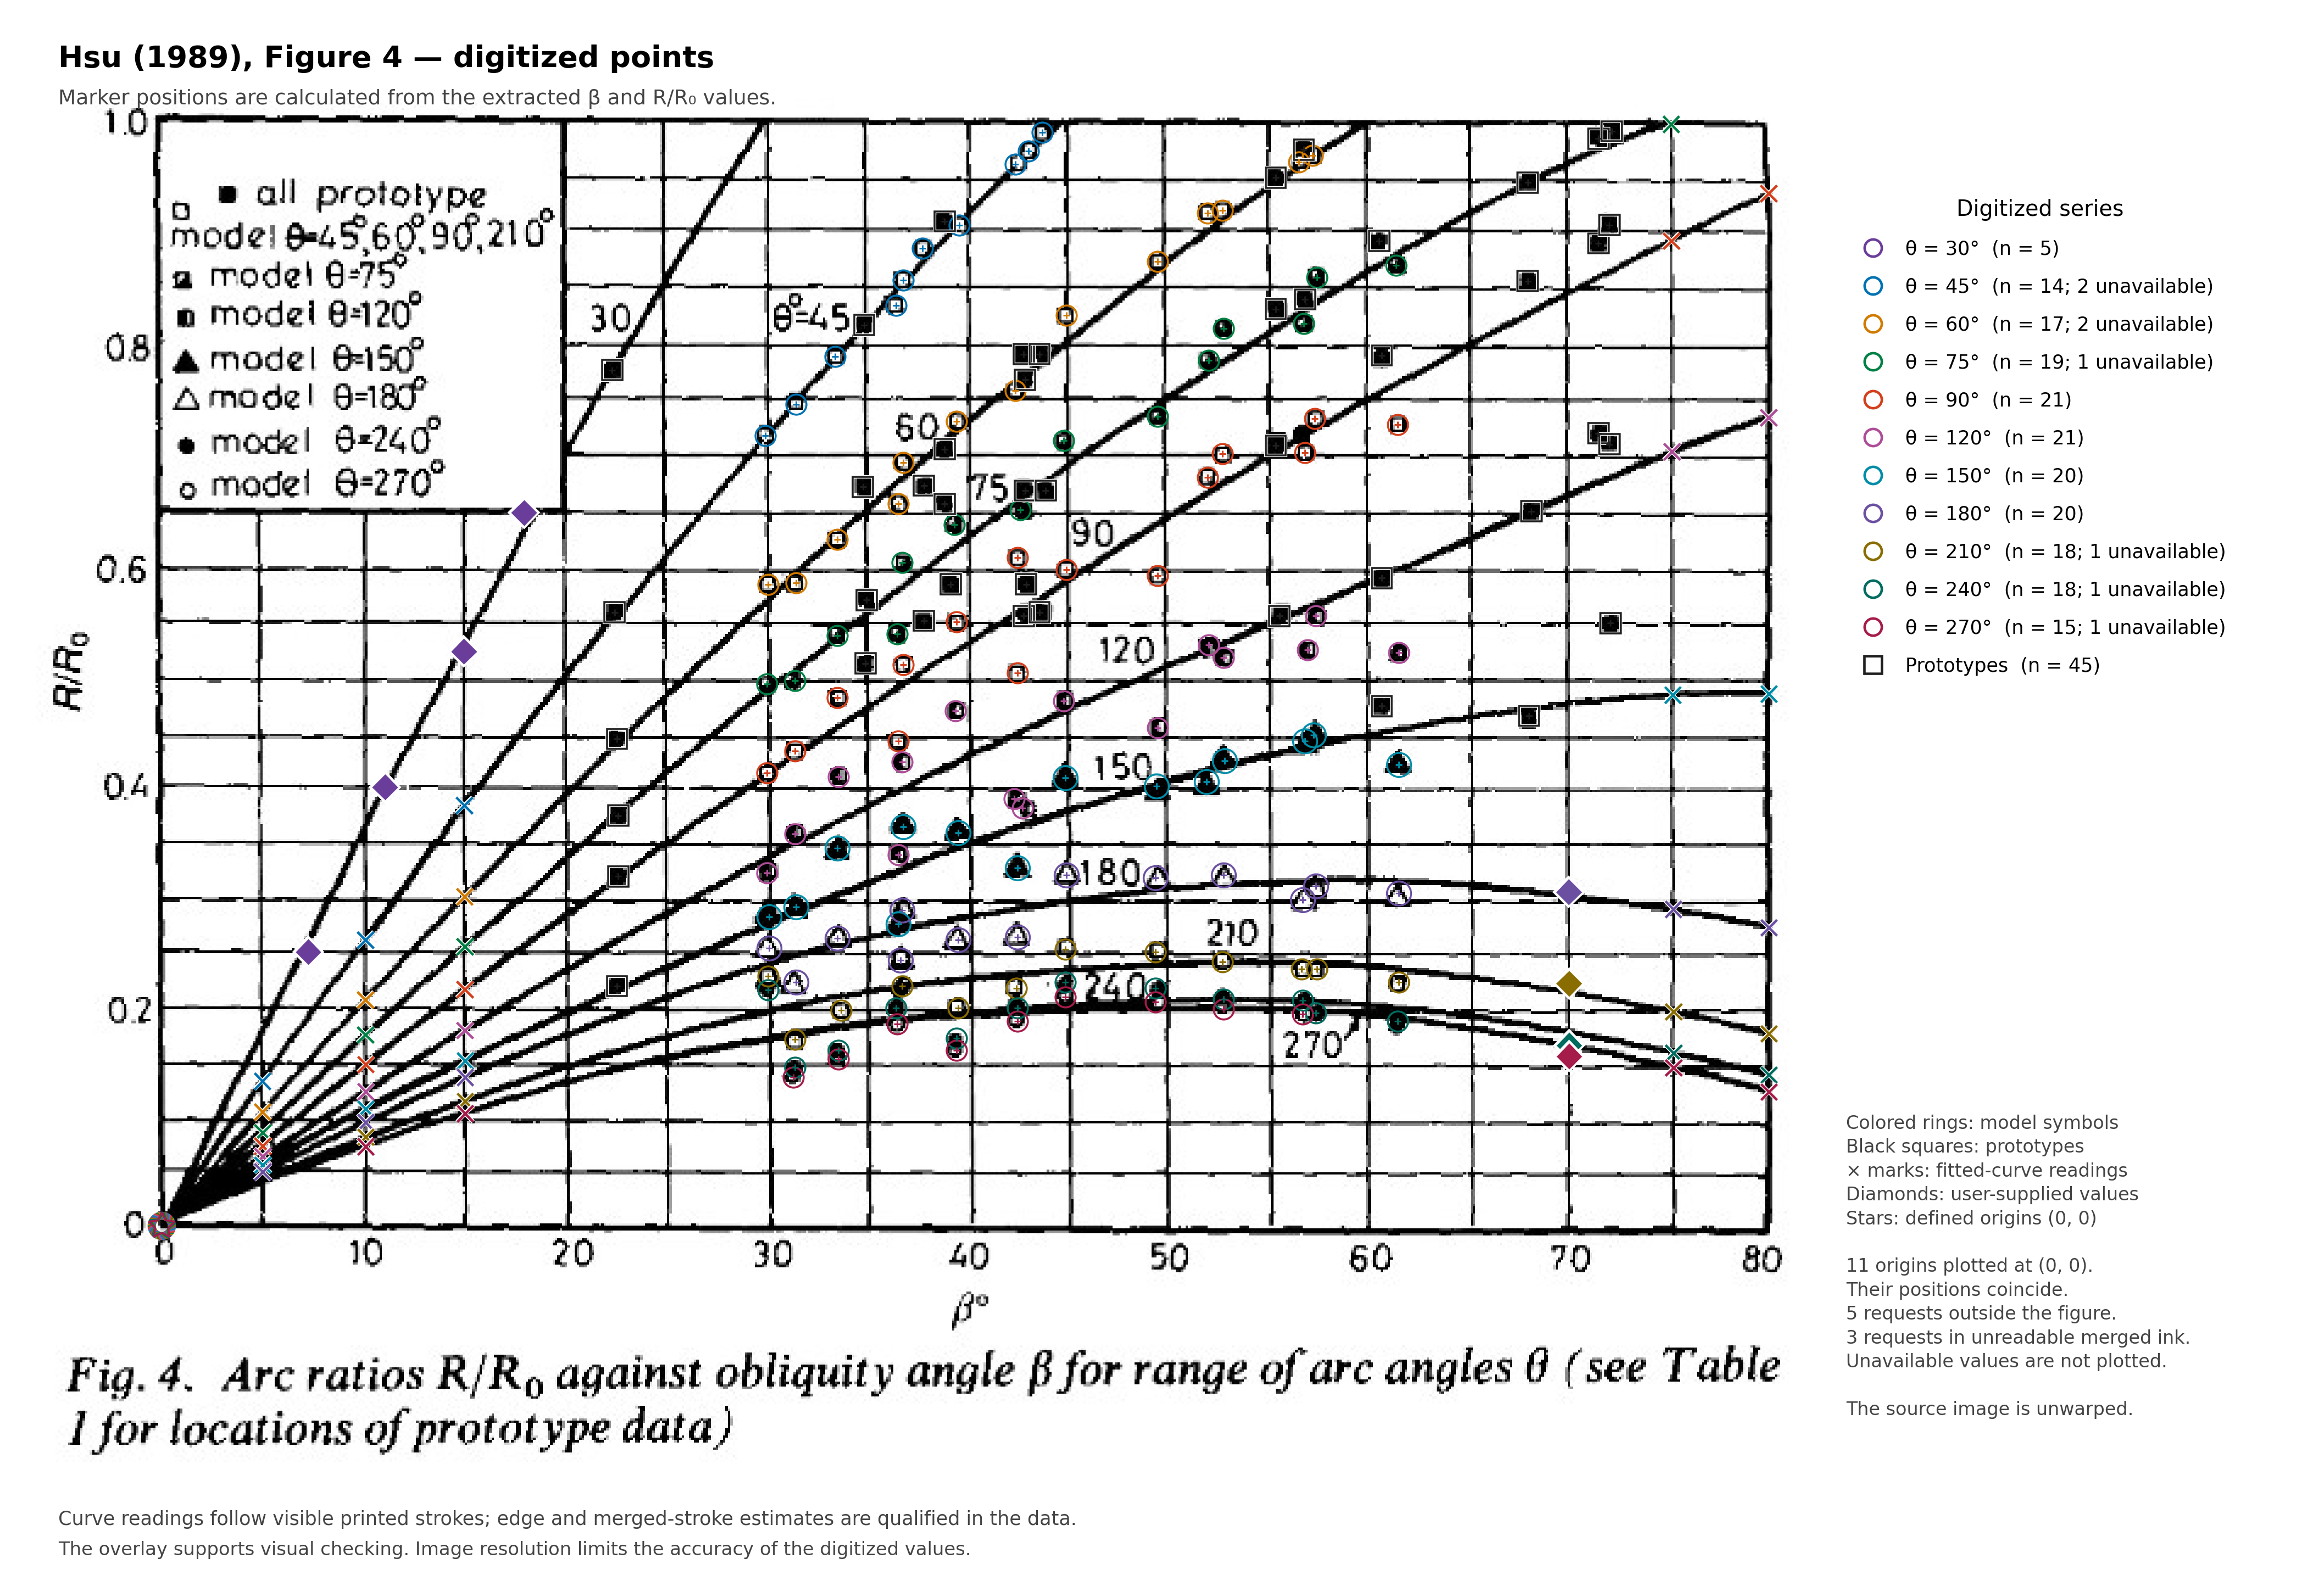 Hsu (1989), Figure 4 — digitized points
Marker positions are calculated from the extracted β and R/R₀ values.
1.0
0.8
0.6
0.4
0.2
0
R/R₀
all prototype
model θ=45°,60°,90°,210°
model θ=75°
model θ=120°
model θ=150°
model θ=180°
model θ=240°
model θ=270°
30
θ°=45
60
75
90
120
150
180
210
240
270
0 10 20 30 40 50 60 70 80
β°
Fig. 4. Arc ratios R/R₀ against obliquity angle β for range of arc angles θ (see Table
1 for locations of prototype data)
Digitized series
θ = 30° (n = 5)
θ = 45° (n = 14; 2 unavailable)
θ = 60° (n = 17; 2 unavailable)
θ = 75° (n = 19; 1 unavailable)
θ = 90° (n = 21)
θ = 120° (n = 21)
θ = 150° (n = 20)
θ = 180° (n = 20)
θ = 210° (n = 18; 1 unavailable)
θ = 240° (n = 18; 1 unavailable)
θ = 270° (n = 15; 1 unavailable)
Prototypes (n = 45)
Colored rings: model symbols
Black squares: prototypes
× marks: fitted-curve readings
Diamonds: user-supplied values
Stars: defined origins (0, 0)
11 origins plotted at (0, 0).
Their positions coincide.
5 requests outside the figure.
3 requests in unreadable merged ink.
Unavailable values are not plotted.
The source image is unwarped.
Curve readings follow visible printed strokes; edge and merged-stroke estimates are qualified in the data.
The overlay supports visual checking. Image resolution limits the accuracy of the digitized values.